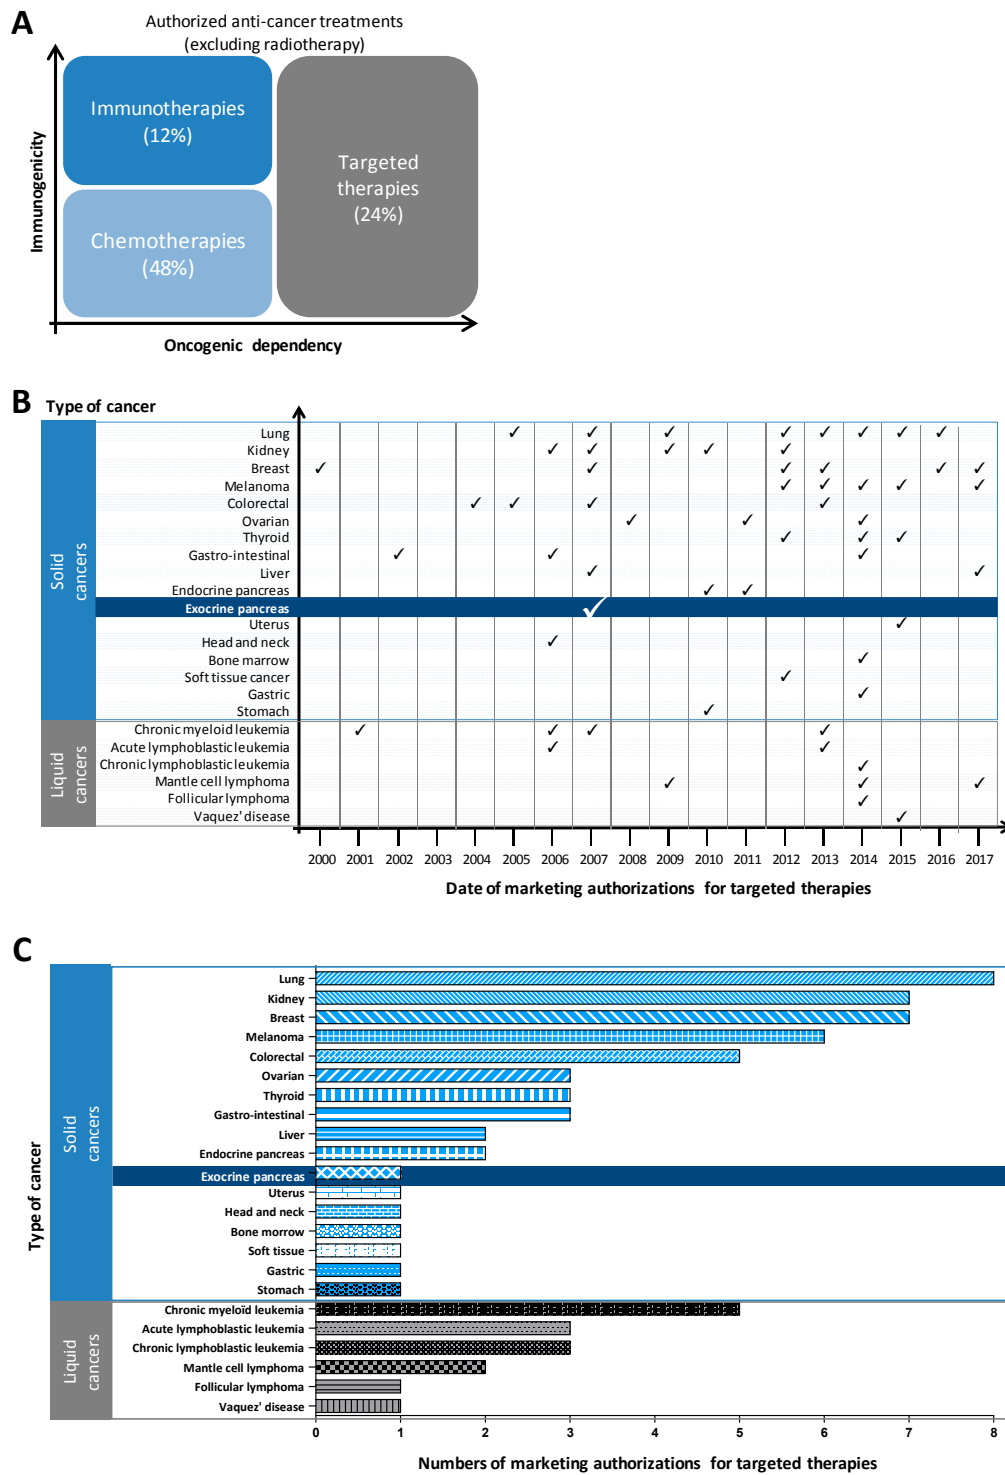 A
Authorized anti-cancer treatments
(excluding radiotherapy)
Immunogenicity
Immunotherapies
(12%)
Chemotherapies
(48%)
Targeted
therapies
(24%)
Oncogenic dependency
B
Type of cancer
Solid
cancers
Lung
Kidney
Breast
Melanoma
Colorectal
Ovarian
Thyroid
Gastro-intestinal
Liver
Endocrine pancreas
Exocrine pancreas
Uterus
Head and neck
Bone marrow
Soft tissue cancer
Gastric
Stomach
Liquid
cancers
Chronic myeloid leukemia
Acute lymphoblastic leukemia
Chronic lymphoblastic leukemia
Mantle cell lymphoma
Follicular lymphoma
Vaquez' disease
2000 2001 2002 2003 2004 2005 2006 2007 2008 2009 2010 2011 2012 2013 2014 2015 2016 2017
Date of marketing authorizations for targeted therapies
C
Type of cancer
Solid
cancers
Lung
Kidney
Breast
Melanoma
Colorectal
Ovarian
Thyroid
Gastro-intestinal
Liver
Endocrine pancreas
Exocrine pancreas
Uterus
Head and neck
Bone morrow
Soft tissue
Gastric
Stomach
Liquid
cancers
Chronic myeloïd leukemia
Acute lymphoblastic leukemia
Chronic lymphoblastic leukemia
Mantle cell lymphoma
Follicular lymphoma
Vaquez' disease
0 1 2 3 4 5 6 7 8
Numbers of marketing authorizations for targeted therapies